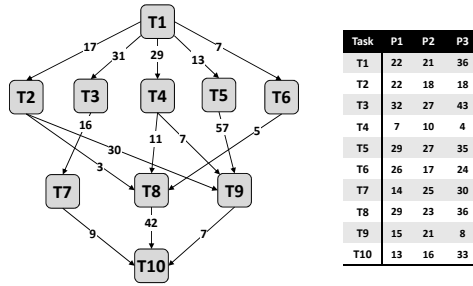 T1
17
31
29
13
7
T2
T3
T4
T5
T6
16
11
7
57
5
30
3
T7
T8
T9
42
9
7
T10
Task P1 P2 P3
T1 22 21 36
T2 22 18 18
T3 32 27 43
T4 7 10 4
T5 29 27 35
T6 26 17 24
T7 14 25 30
T8 29 23 36
T9 15 21 8
T10 13 16 33